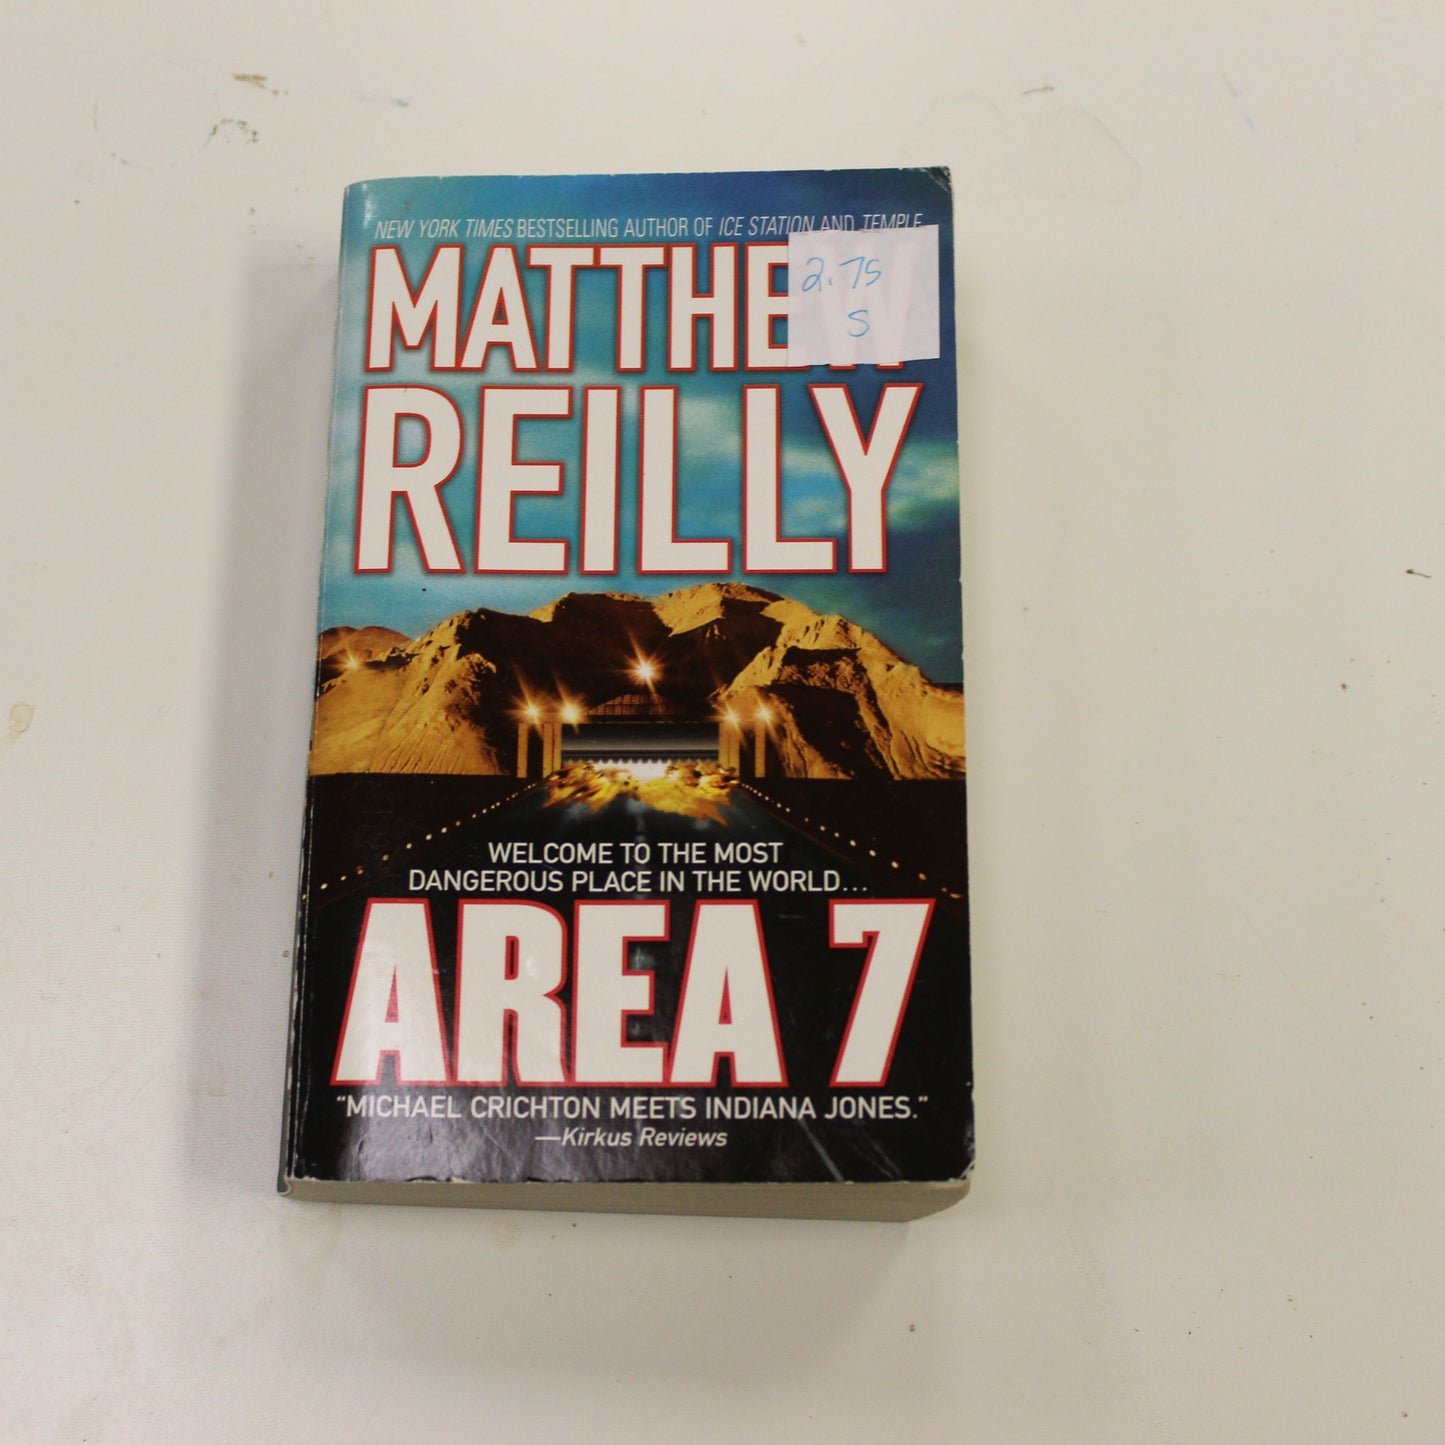 NEW YORK TIMES BESTSELLING AUTHOR OF ICE STATION AND TEMPLE
MATTHEW
2.75
S
REILLY
WELCOME TO THE MOST
DANGEROUS PLACE IN THE WORLD...
AREA 7
"MICHAEL CRICHTON MEETS INDIANA JONES."
—Kirkus Reviews